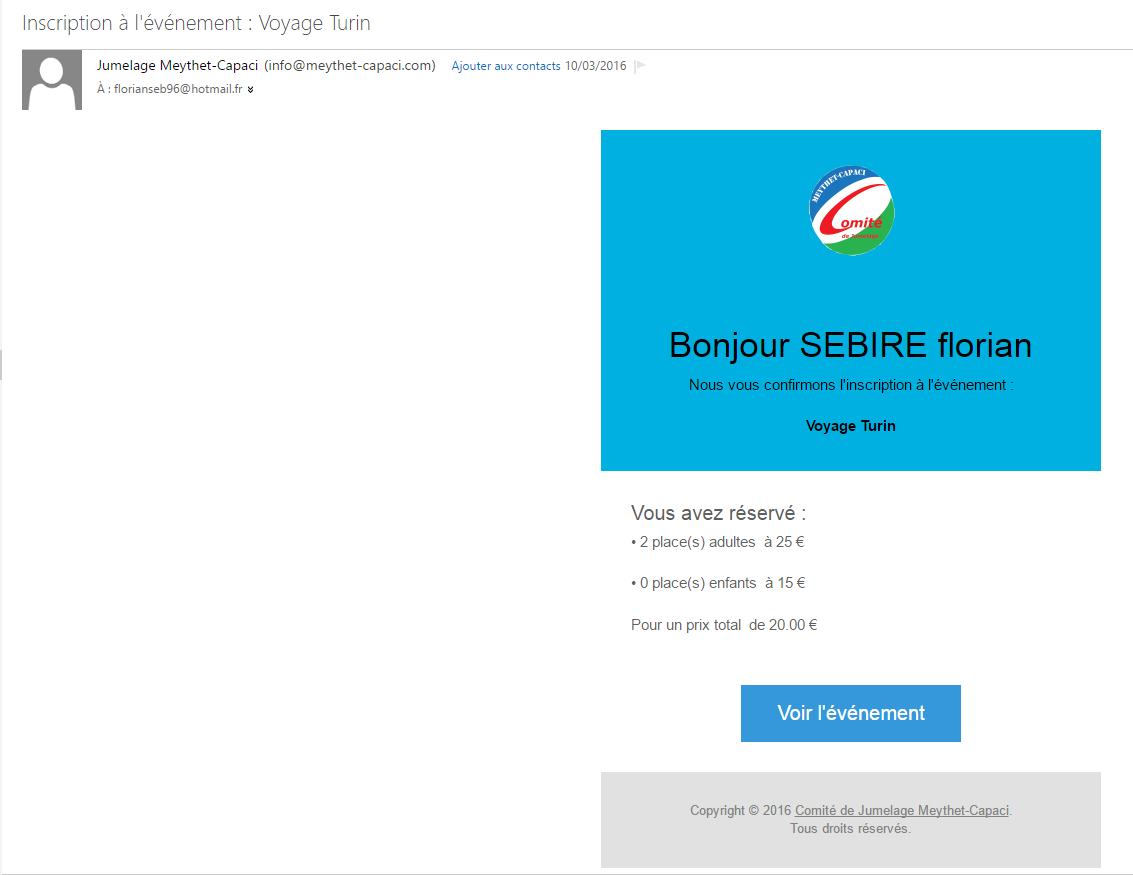 Inscription à l'événement : Voyage Turin
Jumelage Meythet-Capaci (info@meythet-capaci.com) Ajouter aux contacts 10/03/2016
À : florianseb96@hotmail.fr
MEYTHET-CAPACI
Comité
Bonjour SEBIRE florian
Nous vous confirmons l'inscription à l'événement :
Voyage Turin
Vous avez réservé :
• 2 place(s) adultes à 25 €
• 0 place(s) enfants à 15 €
Pour un prix total de 20.00 €
Voir l'événement
Copyright © 2016 Comité de Jumelage Meythet-Capaci.
Tous droits réservés.